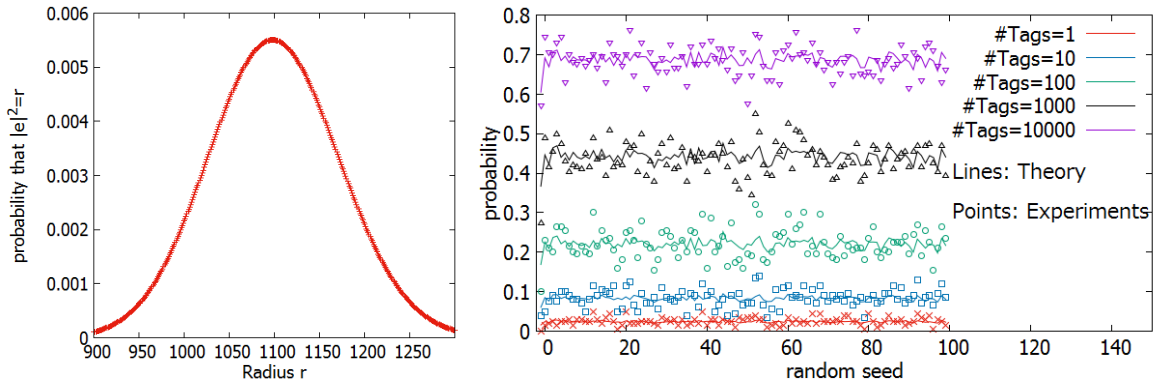 probability that |e|²=r
0.006
0.005
0.004
0.003
0.002
0.001
0
900 950 1000 1050 1100 1150 1200 1250
Radius r
probability
0.8
0.7
0.6
0.5
0.4
0.3
0.2
0.1
0
#Tags=1
#Tags=10
#Tags=100
#Tags=1000
#Tags=10000
Lines: Theory
Points: Experiments
0 20 40 60 80 100 120 140
random seed